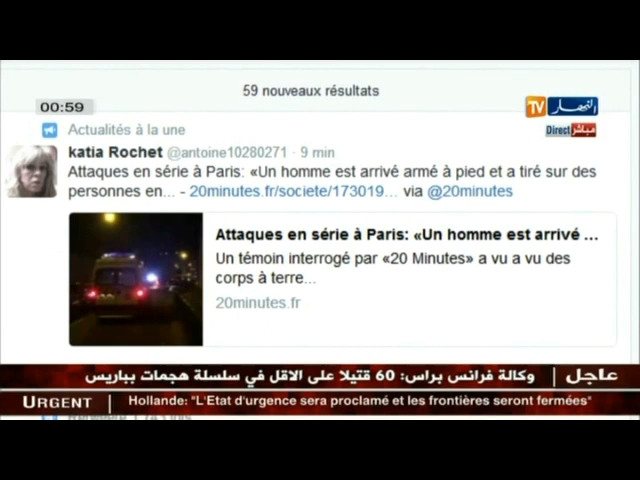 59 nouveaux résultats
00:59
TV النهار
Direct مباشر
Actualités à la une
katia Rochet @antoine10280271 · 9 min
Attaques en série à Paris: «Un homme est arrivé armé à pied et a tiré sur des
personnes en... - 20minutes.fr/societe/173019... via @20minutes
Attaques en série à Paris: «Un homme est arrivé ...
Un témoin interrogé par «20 Minutes» a vu a vu des
corps à terre...
20minutes.fr
عاجل | وكالة فرانس براس: 60 قتيلا على الاقل في سلسلة هجمات بباريس
URGENT Hollande: "L'Etat d'urgence sera proclamé et les frontières seront fermées"